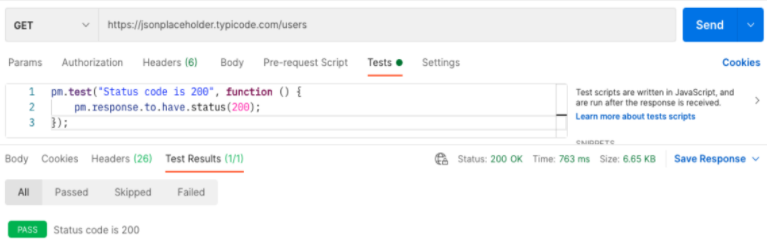 GET https://jsonplaceholder.typicode.com/users Send
Params Authorization Headers (6) Body Pre-request Script Tests Settings Cookies
1 pm.test("Status code is 200", function () {
2 pm.response.to.have.status(200);
3 });
Test scripts are written in JavaScript, and
are run after the response is received.
Learn more about tests scripts
SNIPPETS
Body Cookies Headers (26) Test Results (1/1) Status: 200 OK Time: 763 ms Size: 6.65 KB Save Response
All Passed Skipped Failed
PASS Status code is 200